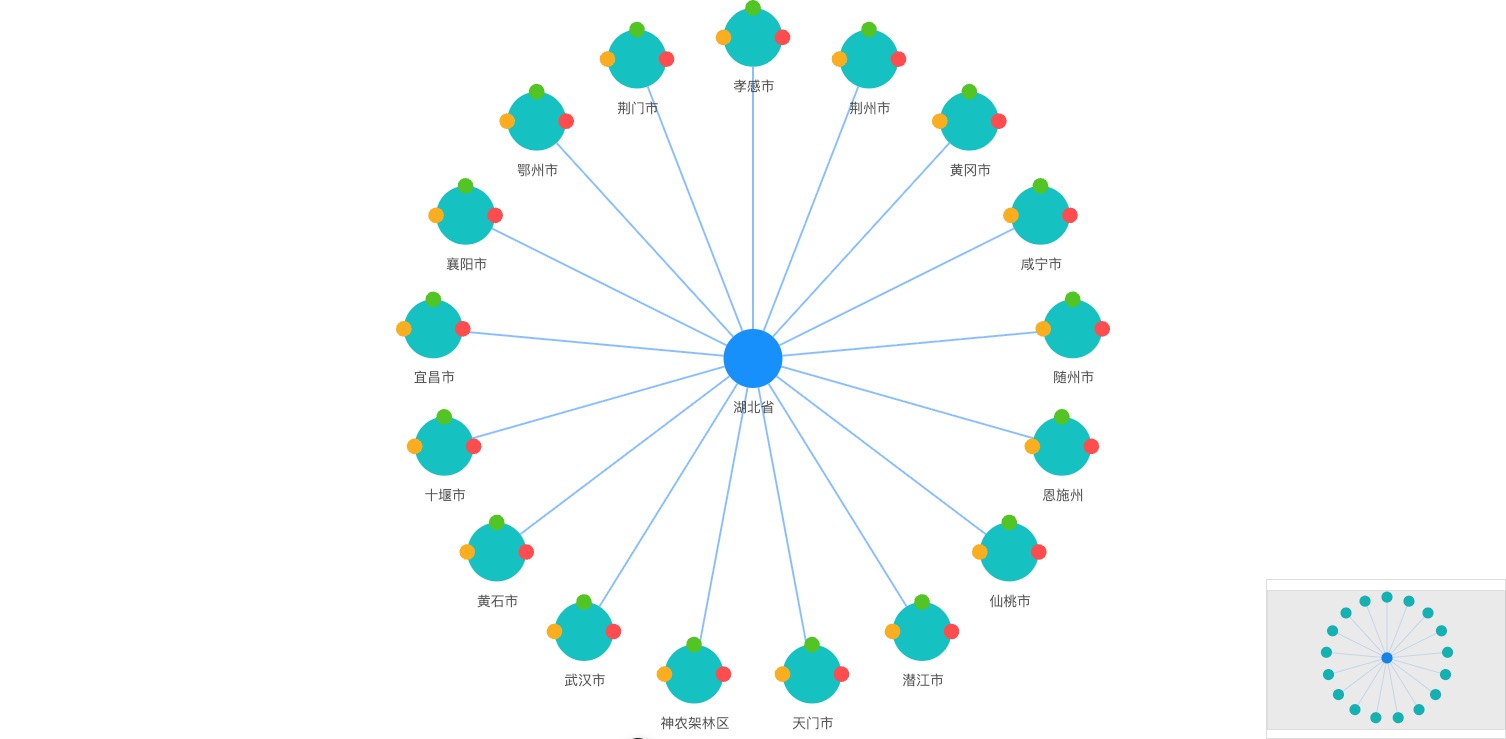 孝感市
荆门市
荆州市
鄂州市
黄冈市
襄阳市
咸宁市
宜昌市
随州市
湖北省
十堰市
恩施州
黄石市
仙桃市
武汉市
潜江市
神农架林区
天门市